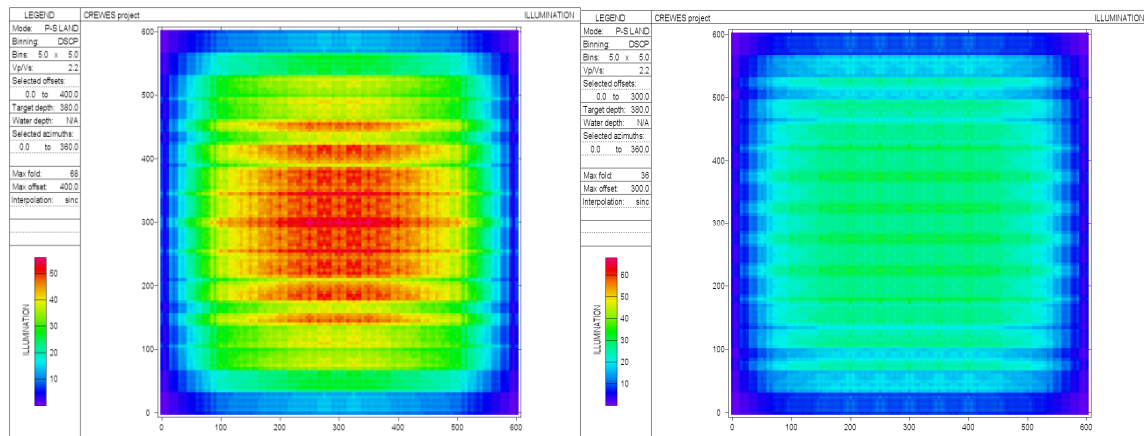 LEGEND CREWES project ILLUMINATION
Mode: P-S LAND
Binning: DSCP
Bins: 5.0 x 5.0
Vp/Vs: 2.2
Selected offsets:
0.0 to 400.0
Target depth: 380.0
Water depth: N/A
Selected azimuths:
0.0 to 360.0
Max fold: 68
Max offset: 400.0
Interpolation: sinc
50
40
30
20
10
ILLUMINATION
600
500
400
300
200
100
0
0 100 200 300 400 500 600
LEGEND CREWES project ILLUMINATION
Mode: P-S LAND
Binning: DSCP
Bins: 5.0 x 5.0
Vp/Vs: 2.2
Selected offsets:
0.0 to 300.0
Target depth: 380.0
Water depth: N/A
Selected azimuths:
0.0 to 360.0
Max fold: 36
Max offset: 300.0
Interpolation: sinc
60
50
40
30
20
10
ILLUMINATION
600
500
400
300
200
100
0
0 100 200 300 400 500 600